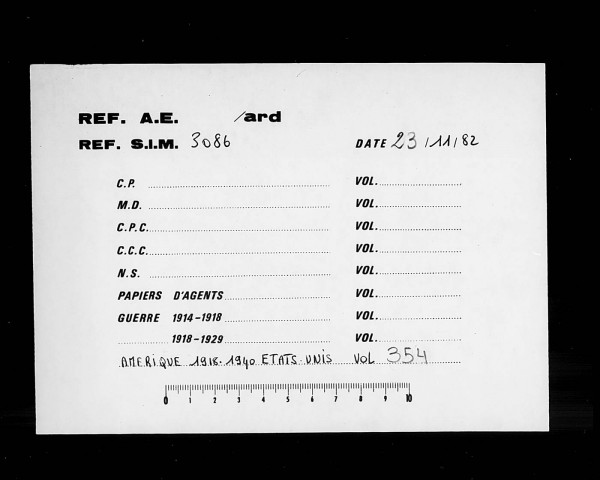 REF. A.E. /ard
REF. S.I.M. 3086 DATE 23/11/82
C.P. VOL.
M.D. VOL.
C.P.C. VOL.
C.C.C. VOL.
N.S. VOL.
PAPIERS D'AGENTS VOL.
GUERRE 1914-1918 VOL.
1918-1929 VOL.
AMERIQUE 1918-1940 ETATS-UNIS VOL 354
0 1 2 3 4 5 6 7 8 9 10